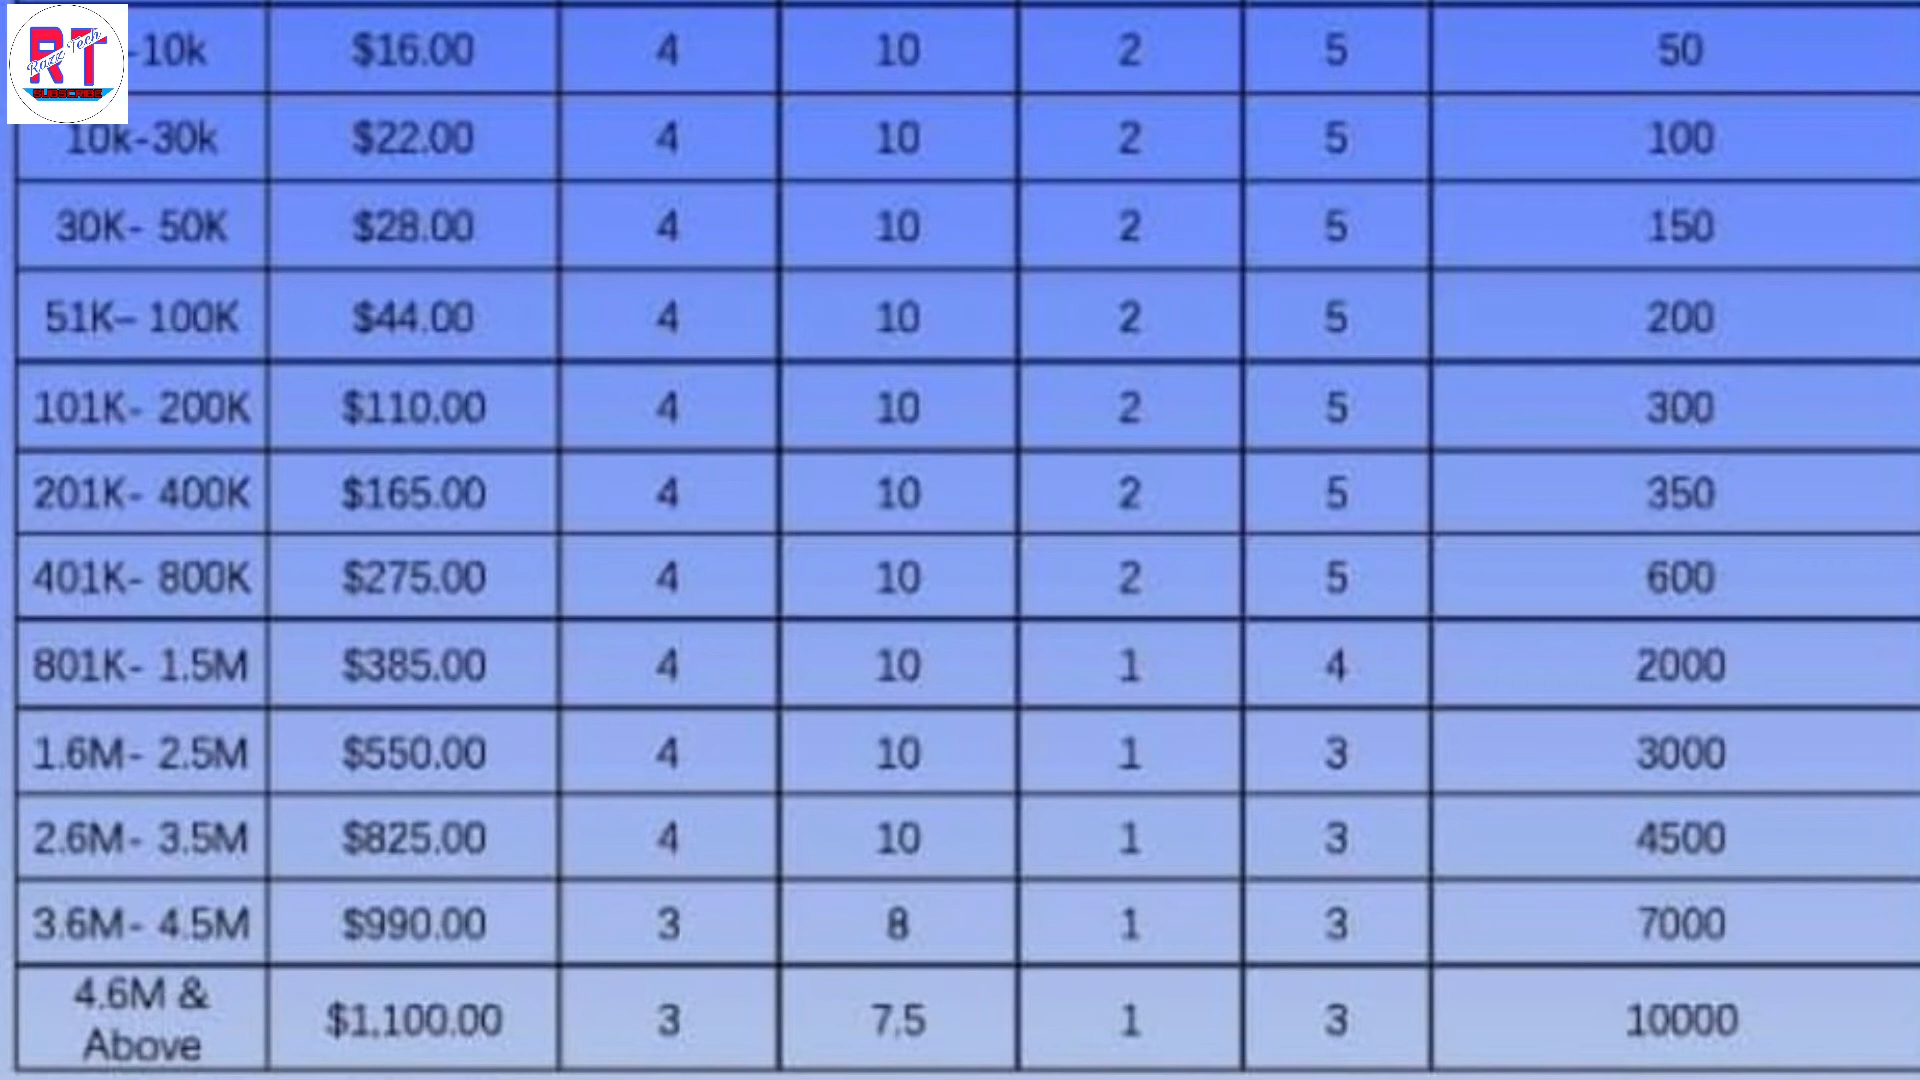 RT
Raze Tech
SUBSCRIBE
-10k $16.00 4 10 2 5 50
10k-30k $22.00 4 10 2 5 100
30K- 50K $28.00 4 10 2 5 150
51K– 100K $44.00 4 10 2 5 200
101K- 200K $110.00 4 10 2 5 300
201K- 400K $165.00 4 10 2 5 350
401K- 800K $275.00 4 10 2 5 600
801K- 1.5M $385.00 4 10 1 4 2000
1.6M- 2.5M $550.00 4 10 1 3 3000
2.6M- 3.5M $825.00 4 10 1 3 4500
3.6M- 4.5M $990.00 3 8 1 3 7000
4.6M &
Above $1,100.00 3 7.5 1 3 10000